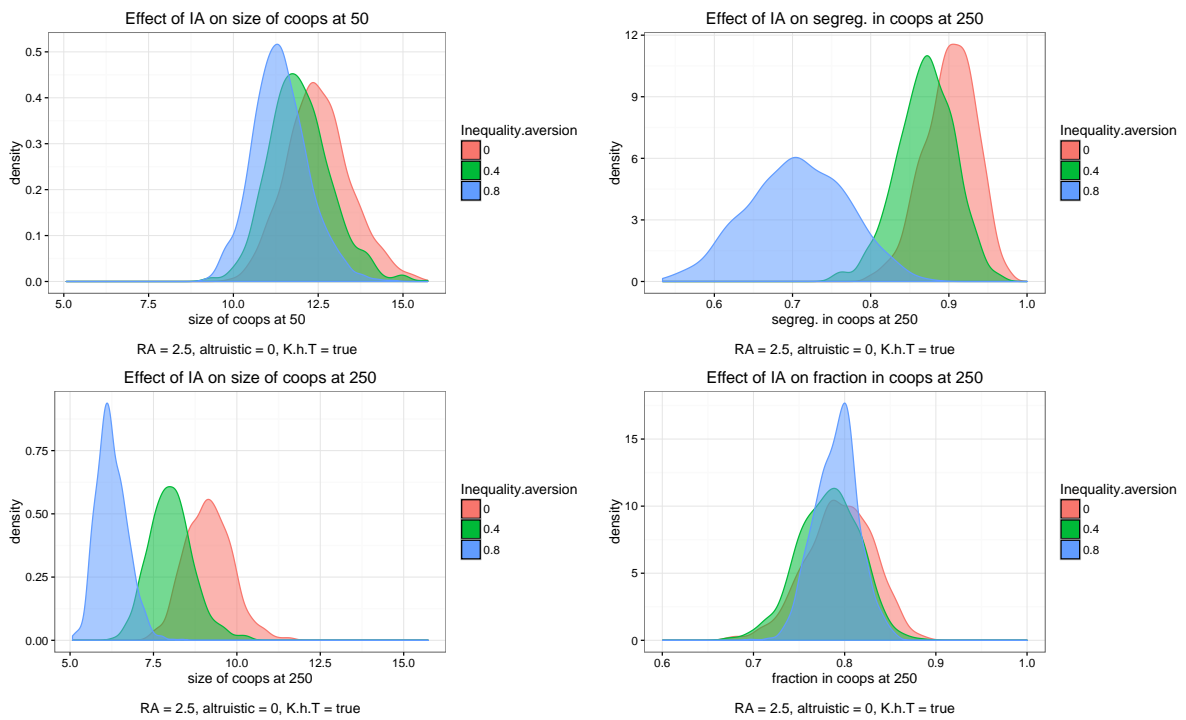 Effect of IA on size of coops at 50
density
0.5
0.4
0.3
0.2
0.1
0.0
5.0 7.5 10.0 12.5 15.0
size of coops at 50
RA = 2.5, altruistic = 0, K.h.T = true
Inequality.aversion
0
0.4
0.8
Effect of IA on segreg. in coops at 250
density
12
9
6
3
0
0.6 0.7 0.8 0.9 1.0
segreg. in coops at 250
RA = 2.5, altruistic = 0, K.h.T = true
Inequality.aversion
0
0.4
0.8
Effect of IA on size of coops at 250
density
0.75
0.50
0.25
0.00
5.0 7.5 10.0 12.5 15.0
size of coops at 250
RA = 2.5, altruistic = 0, K.h.T = true
Inequality.aversion
0
0.4
0.8
Effect of IA on fraction in coops at 250
density
15
10
5
0
0.6 0.7 0.8 0.9 1.0
fraction in coops at 250
RA = 2.5, altruistic = 0, K.h.T = true
Inequality.aversion
0
0.4
0.8